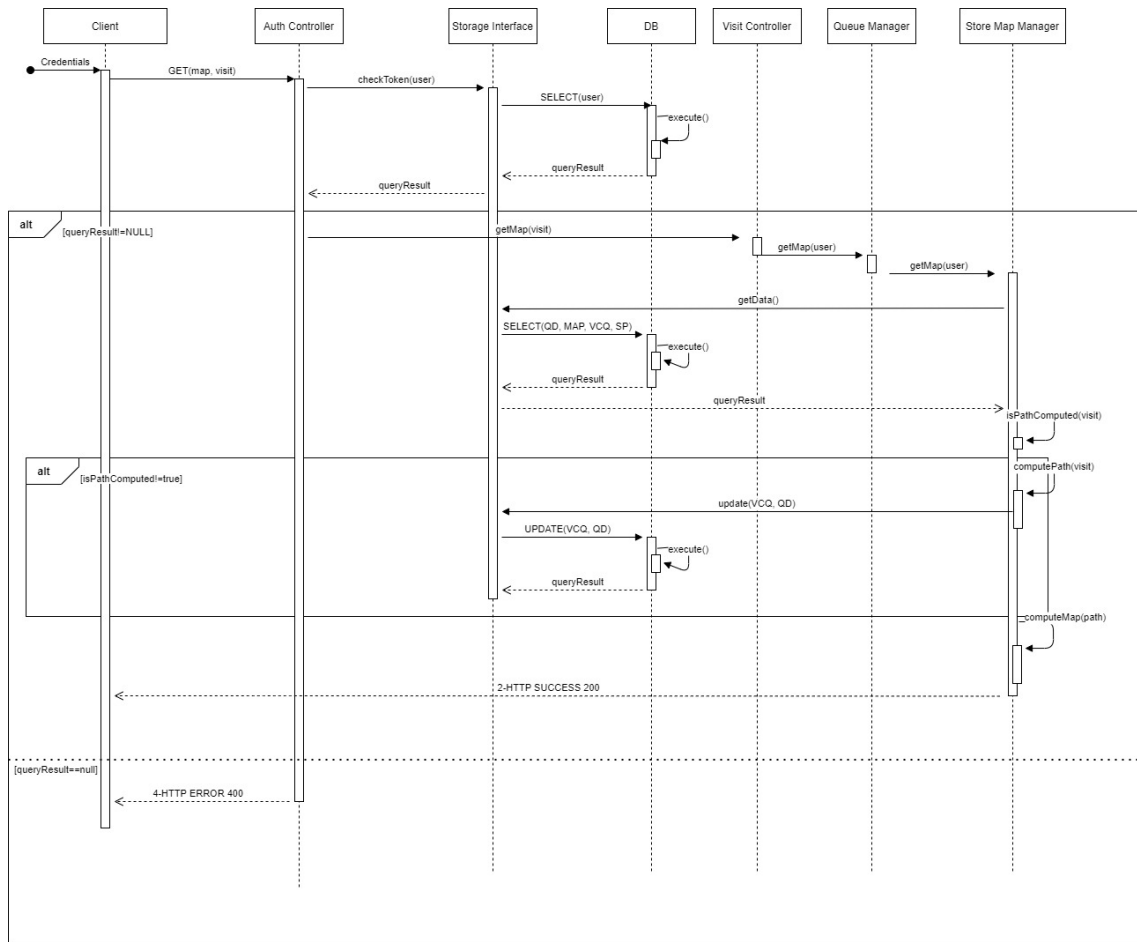 Client
Auth Controller
Storage Interface
DB
Visit Controller
Queue Manager
Store Map Manager
Credentials
GET(map, visit)
checkToken(user)
SELECT(user)
execute()
queryResult
queryResult
alt
[queryResult!=NULL]
getMap(visit)
getMap(user)
getMap(user)
getData()
SELECT(QD, MAP, VCQ, SP)
execute()
queryResult
queryResult
isPathComputed(visit)
alt
[isPathComputed!=true]
computePath(visit)
update(VCQ, QD)
UPDATE(VCQ, QD)
execute()
queryResult
computeMap(path)
2-HTTP SUCCESS 200
[queryResult==null]
4-HTTP ERROR 400